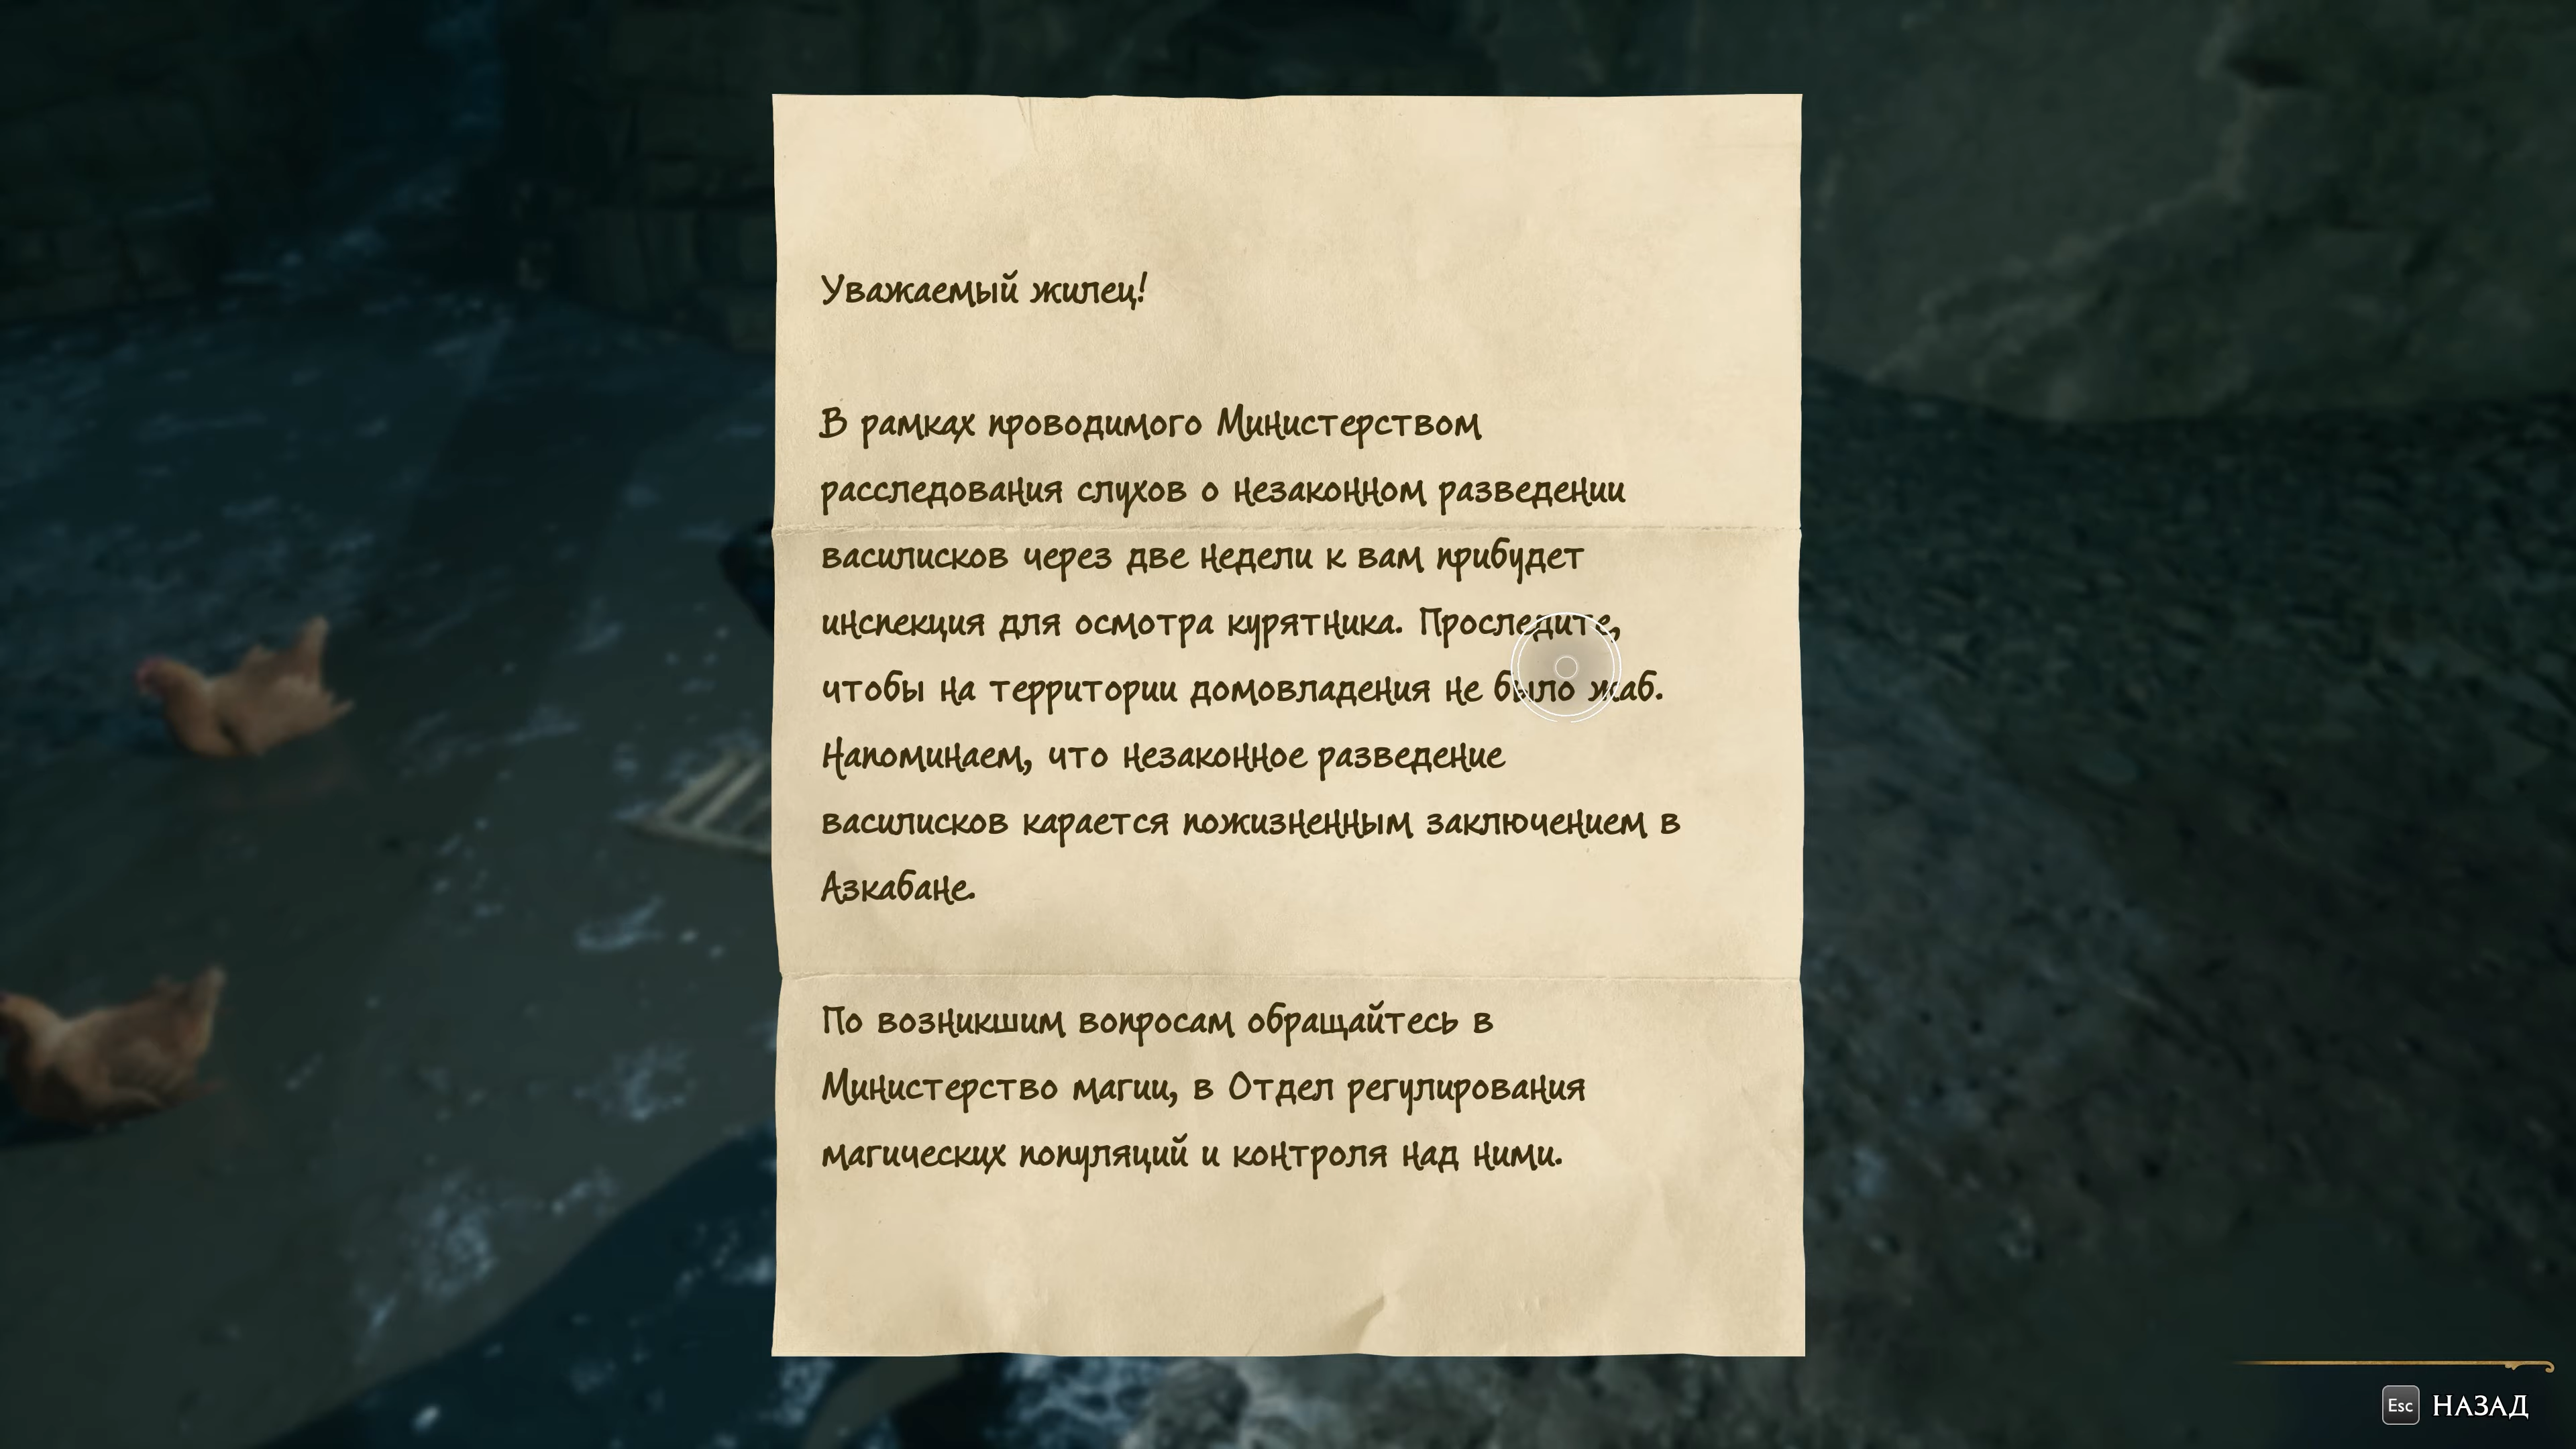 Уважаемый жилец!
В рамках проводимого Министерством
расследования слухов о незаконном разведении
василисков через две недели к вам прибудет
инспекция для осмотра курятника. Проследите,
чтобы на территории домовладения не было жаб.
Напоминаем, что незаконное разведение
василисков карается пожизненным заключением в
Азкабане.
По возникшим вопросам обращайтесь в
Министерство магии, в Отдел регулирования
магических популяций и контроля над ними.
Esc НАЗАД